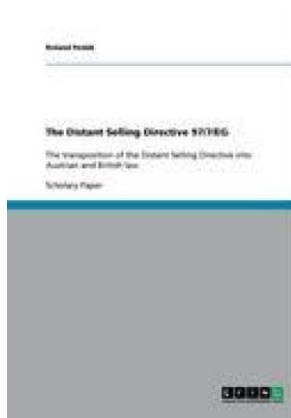 Roland
The Distant Selling Directive 97/7/EG
The transposition of the Distant Selling Directive into
Austrian and British law
Scholary Paper
GRIN